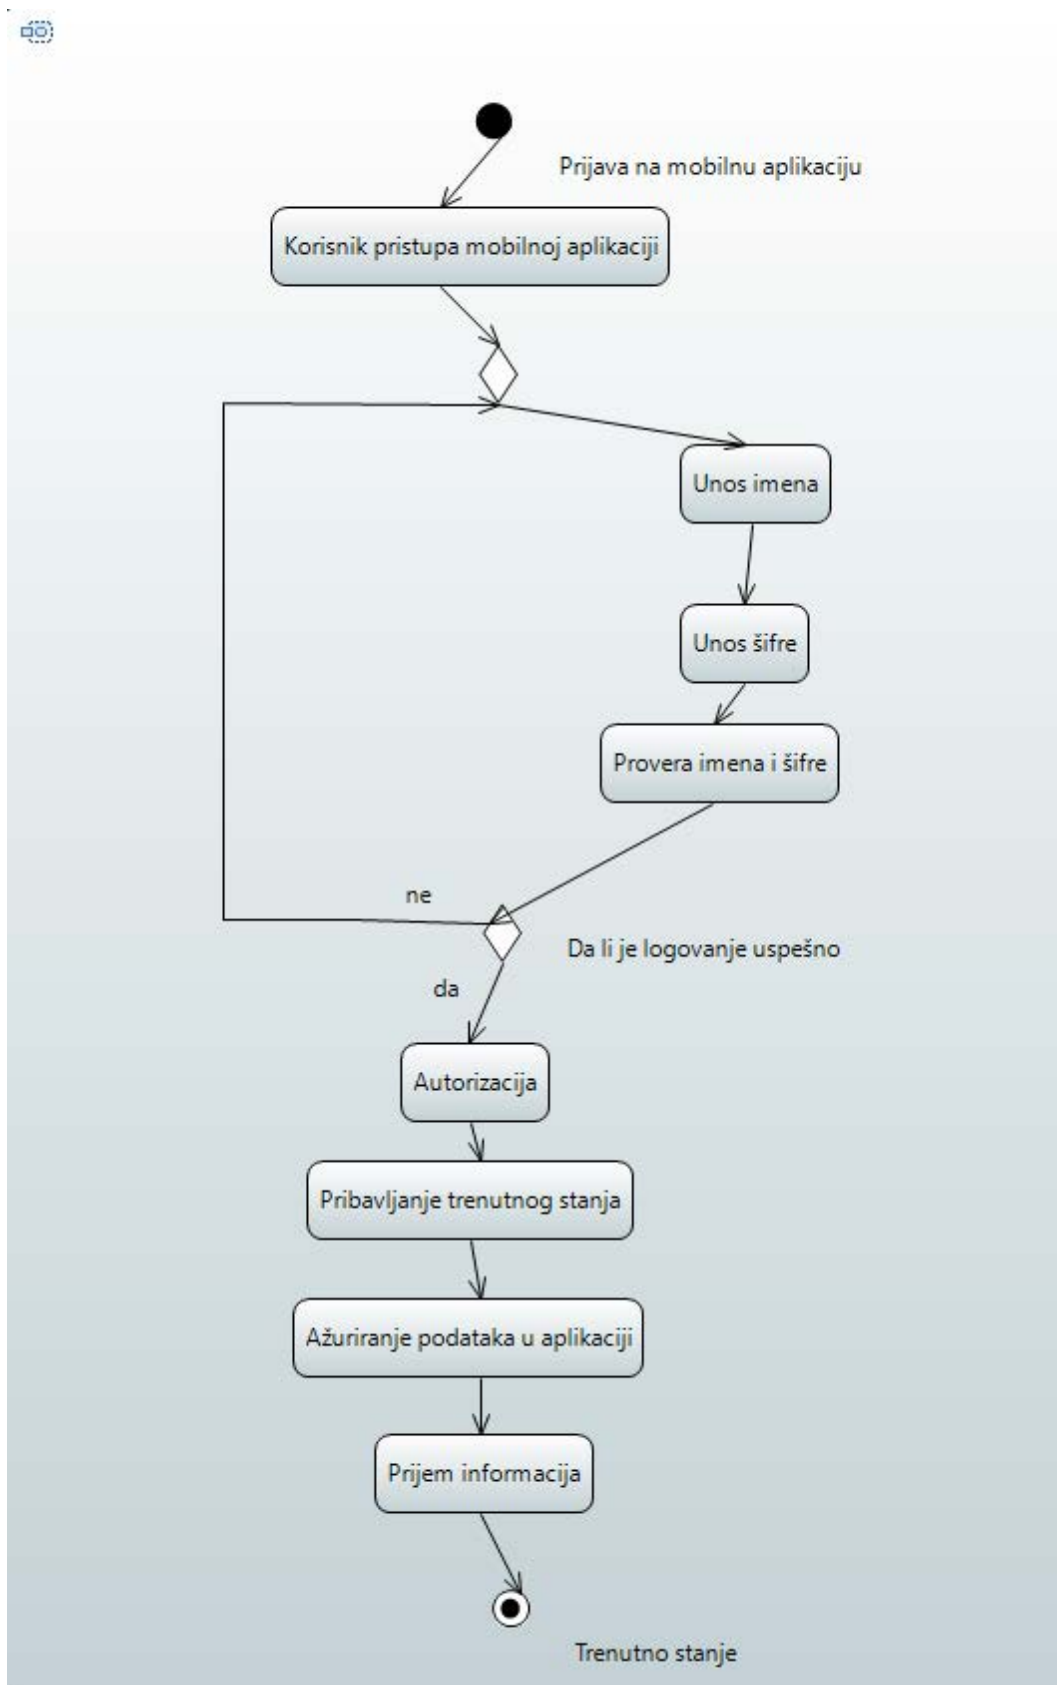 Prijava na mobilnu aplikaciju
Korisnik pristupa mobilnoj aplikaciji
Unos imena
Unos šifre
Provera imena i šifre
ne
Da li je logovanje uspešno
da
Autorizacija
Pribavljanje trenutnog stanja
Ažuriranje podataka u aplikaciji
Prijem informacija
Trenutno stanje